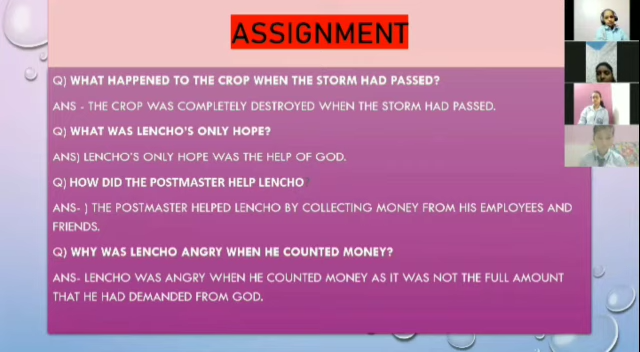 ASSIGNMENT
Q) WHAT HAPPENED TO THE CROP WHEN THE STORM HAD PASSED?
ANS - THE CROP WAS COMPLETELY DESTROYED WHEN THE STORM HAD PASSED.
Q) WHAT WAS LENCHO'S ONLY HOPE?
ANS) LENCHO'S ONLY HOPE WAS THE HELP OF GOD.
Q) HOW DID THE POSTMASTER HELP LENCHO?
ANS- ) THE POSTMASTER HELPED LENCHO BY COLLECTING MONEY FROM HIS EMPLOYEES AND
FRIENDS.
Q) WHY WAS LENCHO ANGRY WHEN HE COUNTED MONEY?
ANS- LENCHO WAS ANGRY WHEN HE COUNTED MONEY AS IT WAS NOT THE FULL AMOUNT
THAT HE HAD DEMANDED FROM GOD.